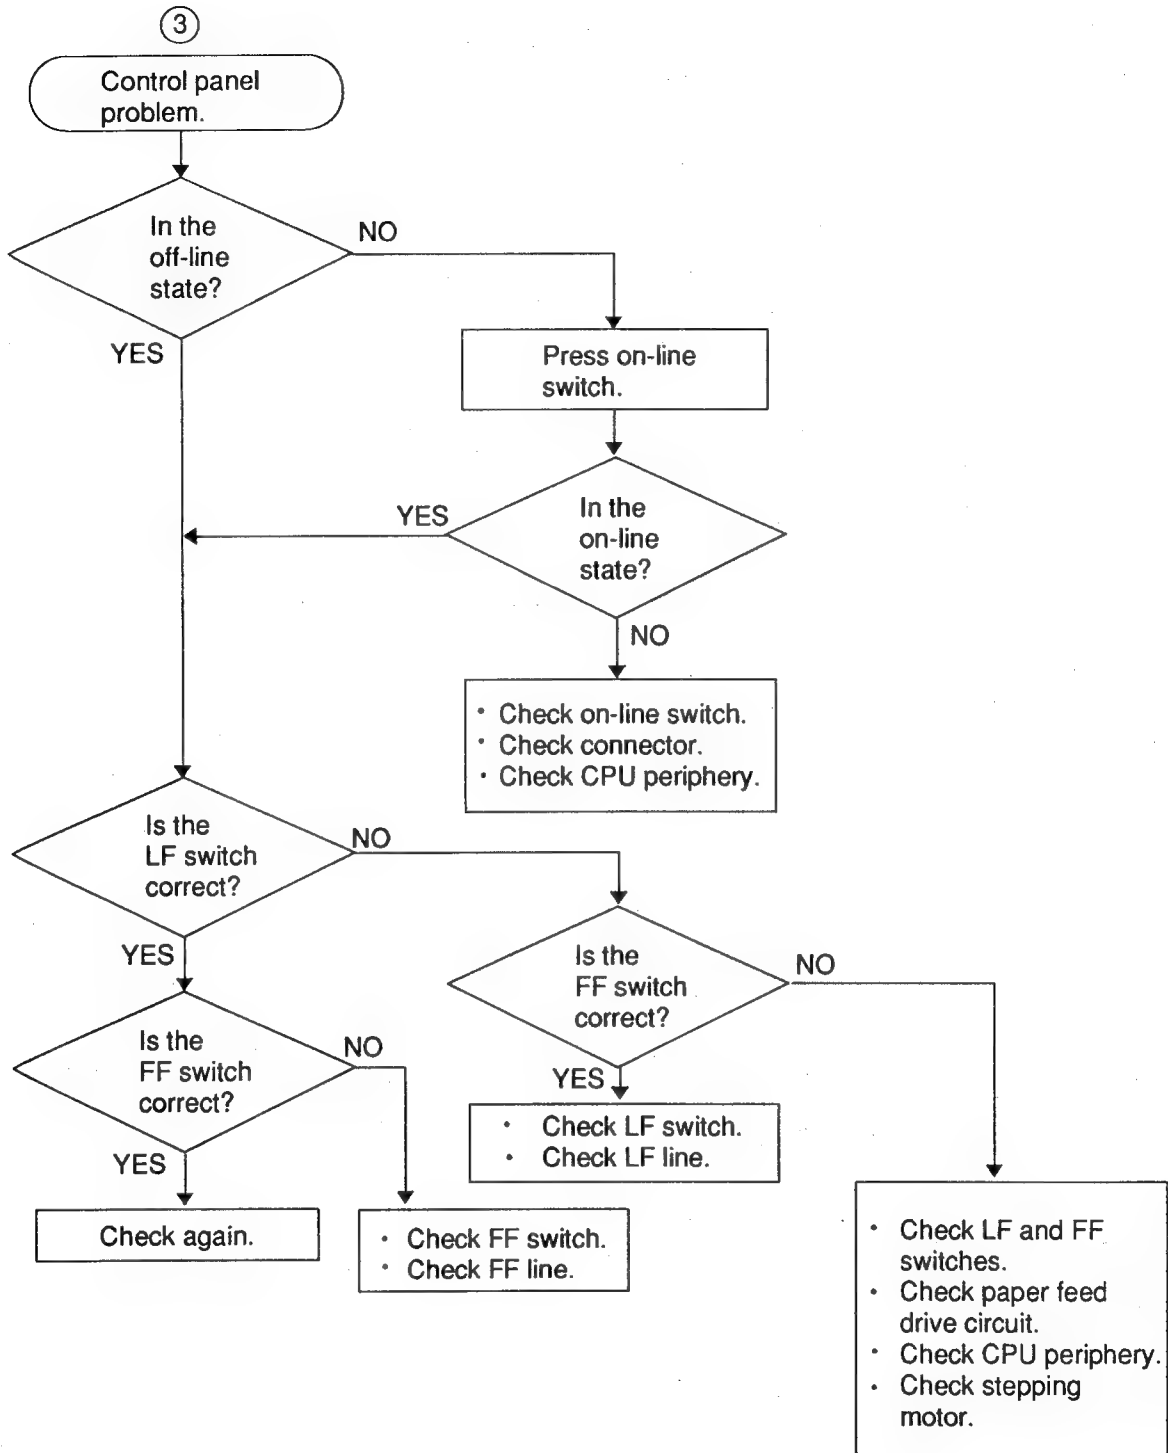 3
Control panel
problem.
In the
off-line
state?
NO
YES
Press on-line
switch.
In the
on-line
state?
YES
NO
• Check on-line switch.
• Check connector.
• Check CPU periphery.
Is the
LF switch
correct?
NO
YES
Is the
FF switch
correct?
NO
YES
Is the
FF switch
correct?
NO
YES
• Check LF switch.
• Check LF line.
Check again.
• Check FF switch.
• Check FF line.
• Check LF and FF
switches.
• Check paper feed
drive circuit.
• Check CPU periphery.
• Check stepping
motor.